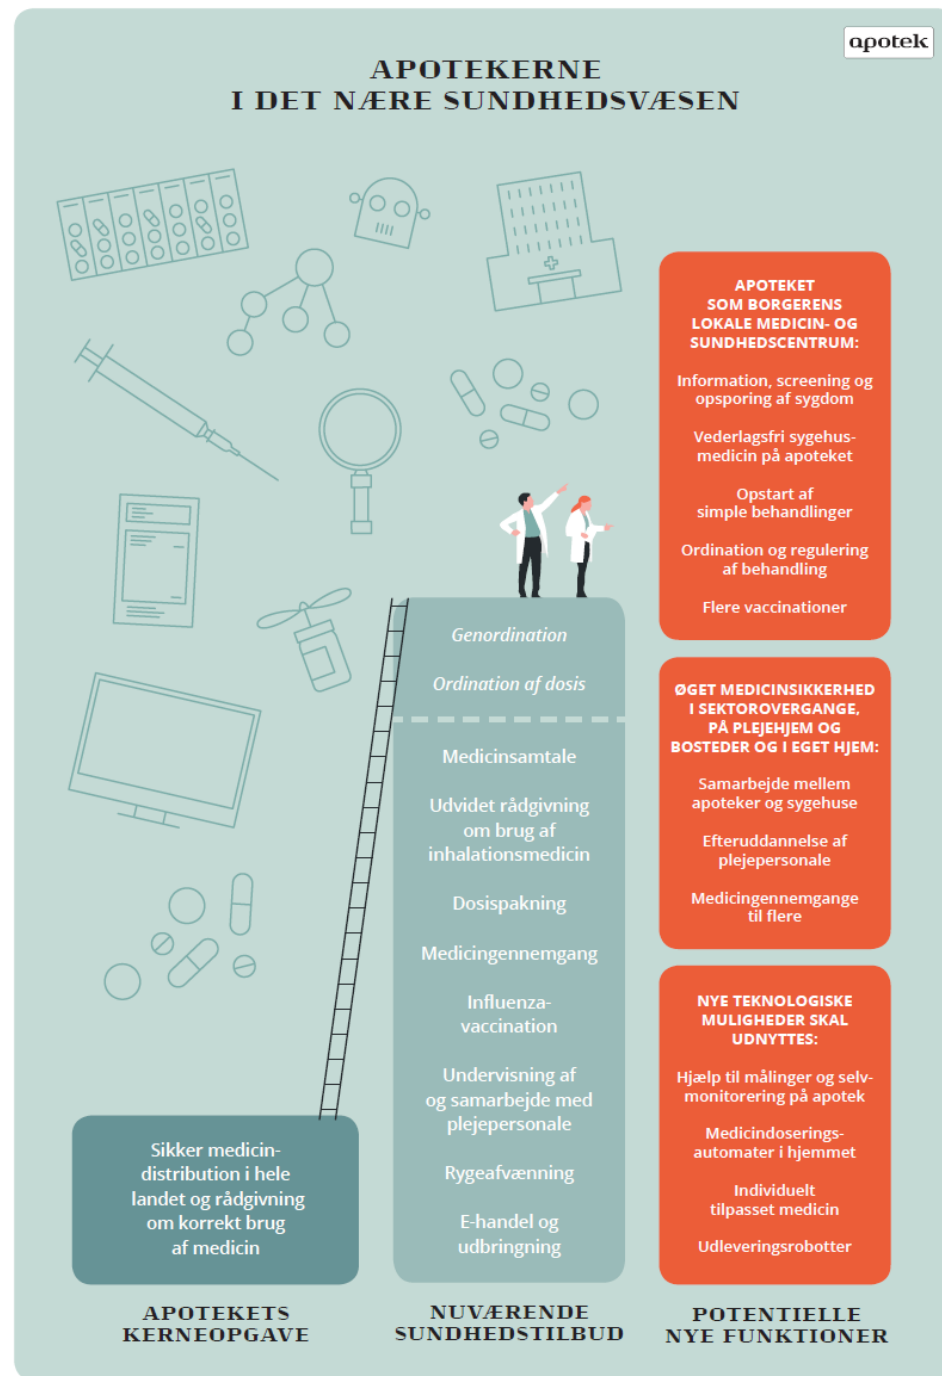 apotek
APOTEKERNE
I DET NÆRE SUNDHEDSVÆSEN
Sikker medicin-
distribution i hele
landet og rådgivning
om korrekt brug
af medicin
APOTEKETS
KERNEOPGAVE
Genordination
Ordination af dosis
Medicinsamtale
Udvidet rådgivning
om brug af
inhalationsmedicin
Dosispakning
Medicingennemgang
Influenza-
vaccination
Undervisning af
og samarbejde med
plejepersonale
Rygeafvænning
E-handel og
udbringning
NUVÆRENDE
SUNDHEDSTILBUD
APOTEKET
SOM BORGERENS
LOKALE MEDICIN- OG
SUNDHEDSCENTRUM:
Information, screening og
opsporing af sygdom
Vederlagsfri sygehus-
medicin på apoteket
Opstart af
simple behandlinger
Ordination og regulering
af behandling
Flere vaccinationer
ØGET MEDICINSIKKERHED
I SEKTOROVERGANGE,
PÅ PLEJEHJEM OG
BOSTEDER OG I EGET HJEM:
Samarbejde mellem
apoteker og sygehuse
Efteruddannelse af
plejepersonale
Medicingennemgange
til flere
NYE TEKNOLOGISKE
MULIGHEDER SKAL
UDNYTTES:
Hjælp til målinger og selv-
monitorering på apotek
Medicindoserings-
automater i hjemmet
Individuelt
tilpasset medicin
Udleveringsrobotter
POTENTIELLE
NYE FUNKTIONER